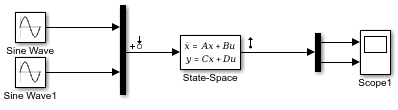 Sine Wave
Sine Wave1
+
ẋ = Ax + Bu
y = Cx + Du
State-Space
Scope1